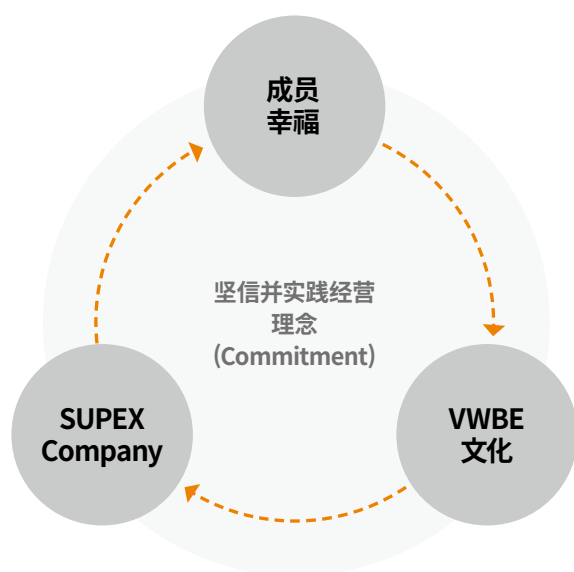 成员
幸福
坚信并实践经营
理念
(Commitment)
SUPEX
Company
VWBE
文化